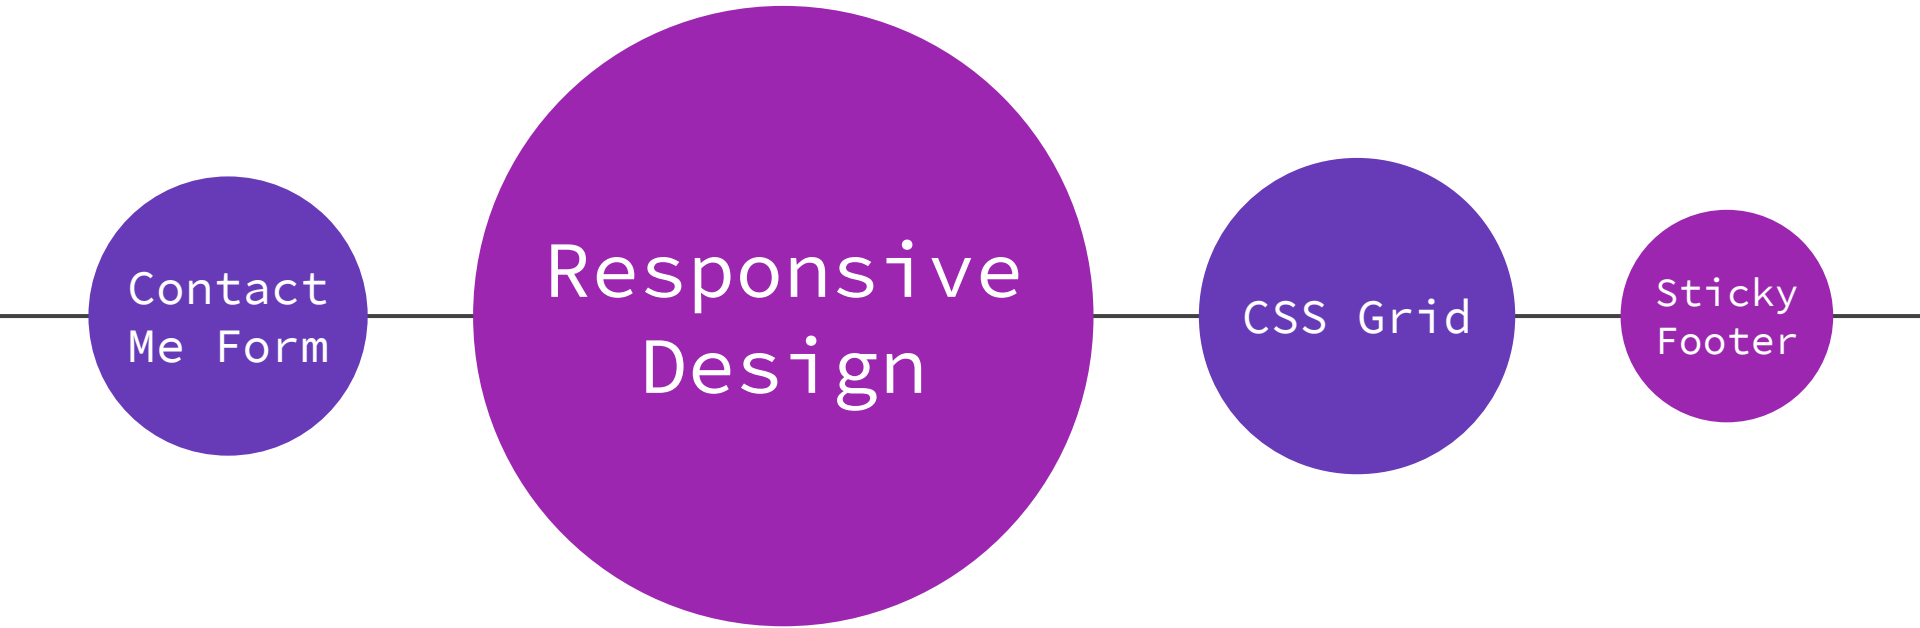 Contact
Me Form
Responsive
Design
CSS Grid
Sticky
Footer